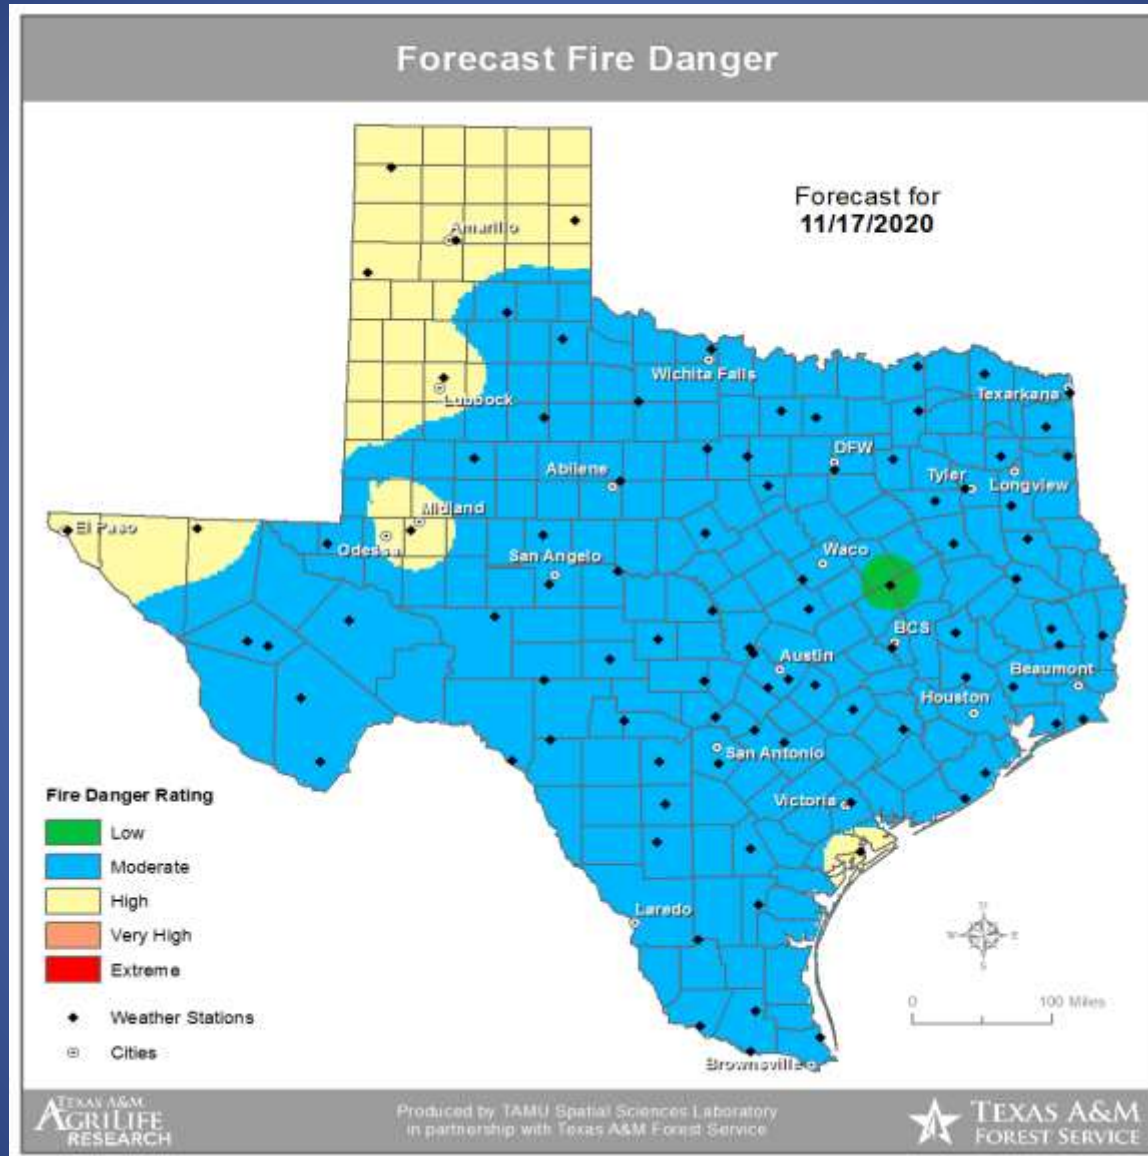 Forecast Fire Danger
Forecast for
11/17/2020
Amarillo
Lubbock
Wichita Falls
Texarkana
DFW
Abilene
Tyler
Longview
Midland
El Paso
Odessa
San Angelo
Waco
BCS
Austin
Beaumont
Houston
San Antonio
Victoria
Laredo
Brownsville
Fire Danger Rating
Low
Moderate
High
Very High
Extreme
Weather Stations
Cities
N
W E
S
0 100 Miles
TEXAS A&M
AGRILIFE
RESEARCH
Produced by TAMU Spatial Sciences Laboratory
in partnership with Texas A&M Forest Service
TEXAS A&M
FOREST SERVICE